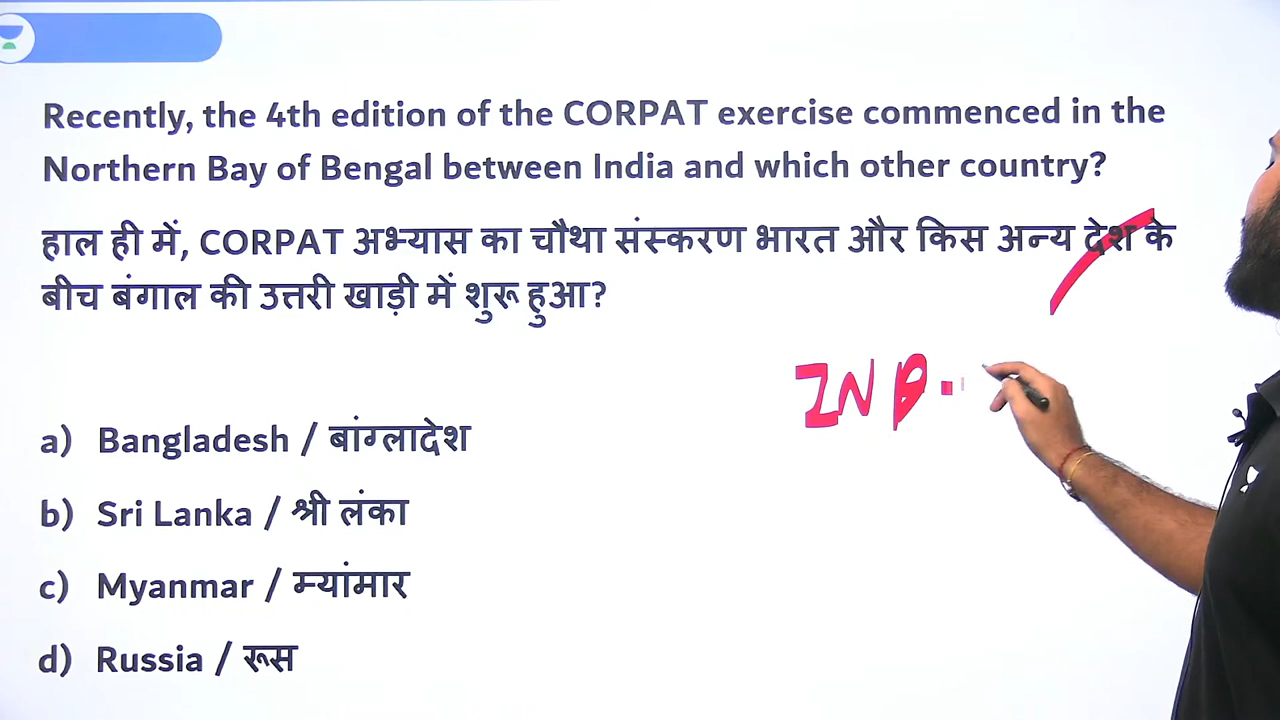 Recently, the 4th edition of the CORPAT exercise commenced in the
Northern Bay of Bengal between India and which other country?
हाल ही में, CORPAT अभ्यास का चौथा संस्करण भारत और किस अन्य देश के
बीच बंगाल की उत्तरी खाड़ी में शुरू हुआ?
IND
a) Bangladesh / बांग्लादेश
b) Sri Lanka / श्री लंका
c) Myanmar / म्यांमार
d) Russia / रूस